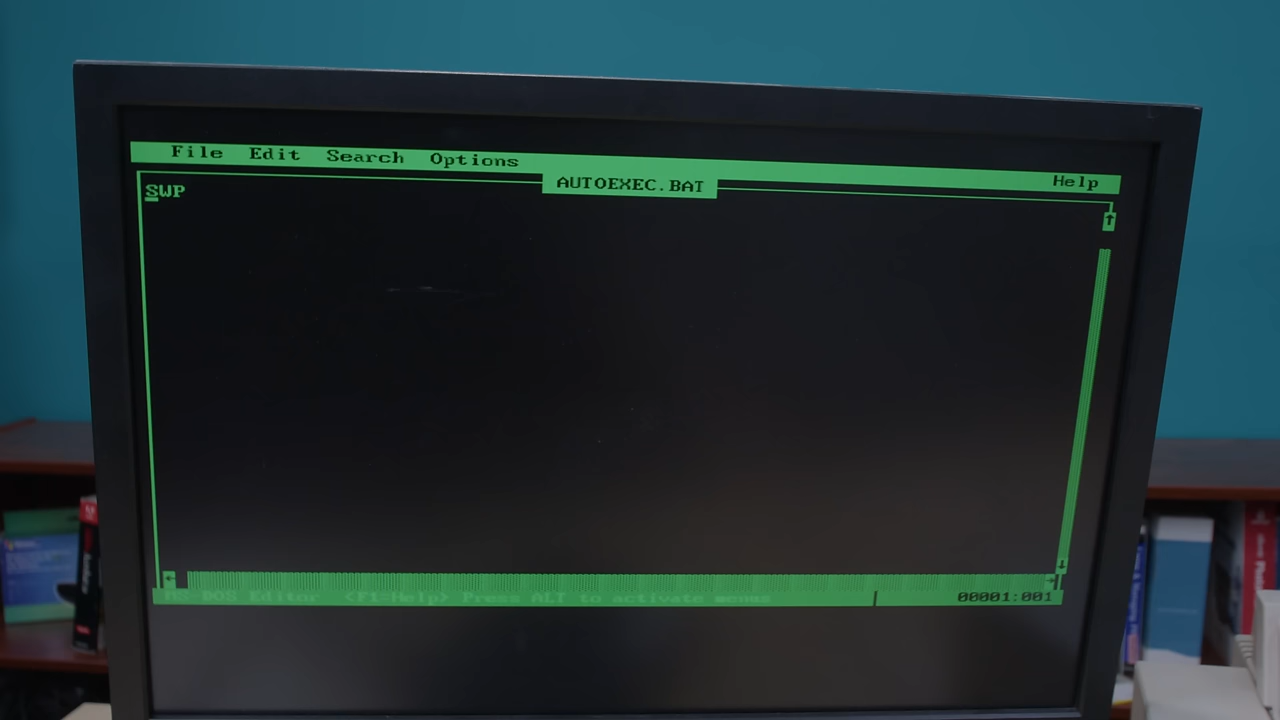 File Edit Search Options Help
AUTOEXEC.BAT
SWP
MS-DOS Editor <F1=Help> Press ALT to activate menus 00001:001